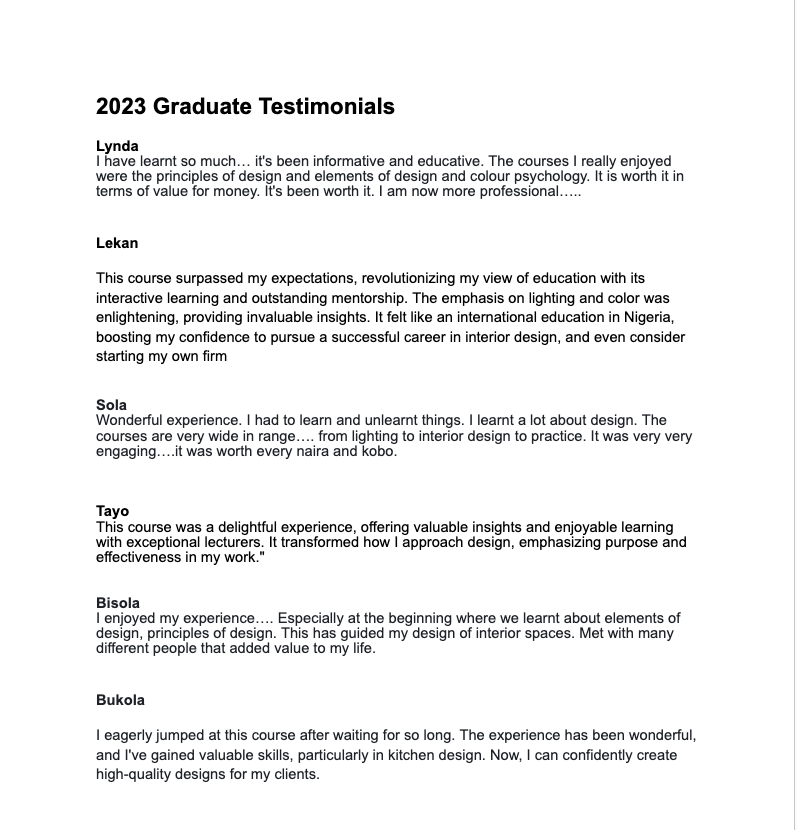 2023 Graduate Testimonials
Lynda
I have learnt so much… it's been informative and educative. The courses I really enjoyed
were the principles of design and elements of design and colour psychology. It is worth it in
terms of value for money. It's been worth it. I am now more professional…..
Lekan
This course surpassed my expectations, revolutionizing my view of education with its
interactive learning and outstanding mentorship. The emphasis on lighting and color was
enlightening, providing invaluable insights. It felt like an international education in Nigeria,
boosting my confidence to pursue a successful career in interior design, and even consider
starting my own firm
Sola
Wonderful experience. I had to learn and unlearnt things. I learnt a lot about design. The
courses are very wide in range…. from lighting to interior design to practice. It was very very
engaging….it was worth every naira and kobo.
Tayo
This course was a delightful experience, offering valuable insights and enjoyable learning
with exceptional lecturers. It transformed how I approach design, emphasizing purpose and
effectiveness in my work."
Bisola
I enjoyed my experience…. Especially at the beginning where we learnt about elements of
design, principles of design. This has guided my design of interior spaces. Met with many
different people that added value to my life.
Bukola
I eagerly jumped at this course after waiting for so long. The experience has been wonderful,
and I've gained valuable skills, particularly in kitchen design. Now, I can confidently create
high-quality designs for my clients.